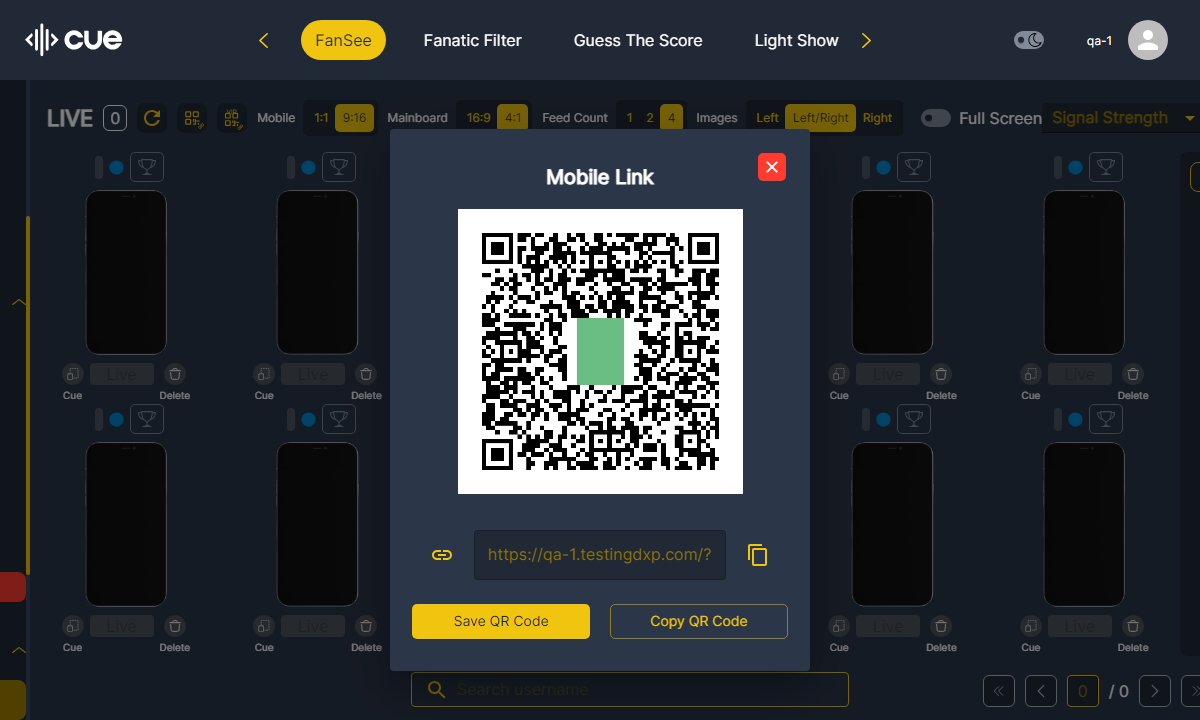 cue
FanSee
Fanatic Filter
Guess The Score
Light Show
qa-1
LIVE 0
Mobile 1:1 9:16
Mainboard 16:9 4:1
Feed Count 1 2 4
Images Left Left/Right Right
Full Screen
Signal Strength
Mobile Link
Live Live Live Live
Cue Delete Cue Delete Cue Delete Cue Delete
https://qa-1.testingdxp.com/?
Save QR Code
Copy QR Code
Live Live Live Live
Cue Delete Cue Delete Cue Delete Cue Delete
Search username
0 / 0